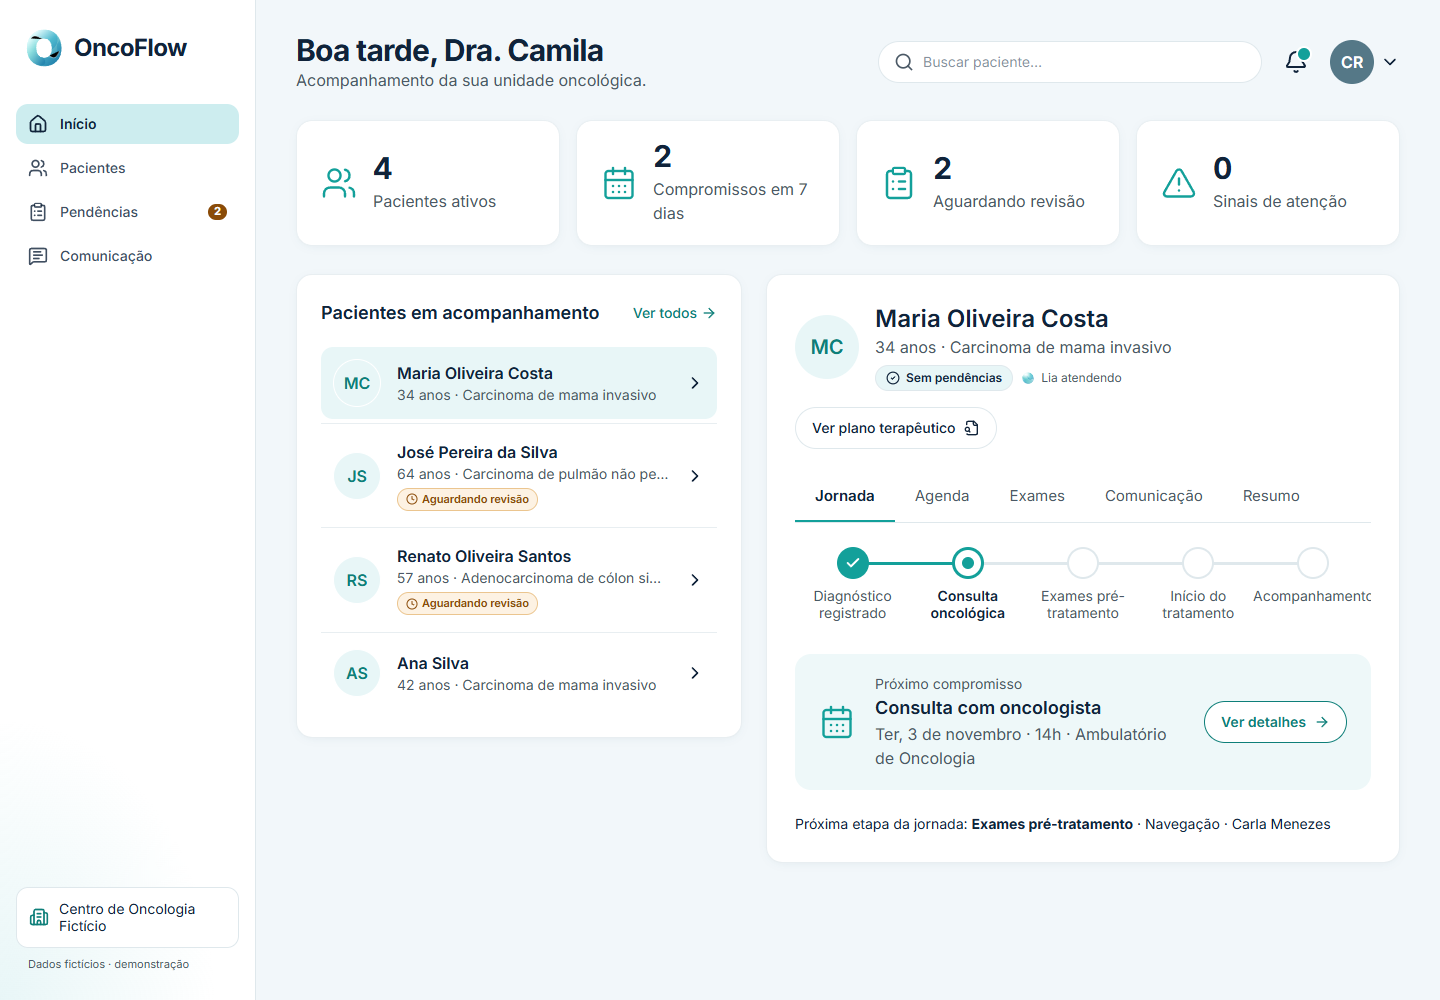 OncoFlow
Início
Pacientes
Pendências 2
Comunicação
Centro de Oncologia
Fictício
Dados fictícios · demonstração
Boa tarde, Dra. Camila
Acompanhamento da sua unidade oncológica.
Buscar paciente...
CR
4
Pacientes ativos
2
Compromissos em 7
dias
2
Aguardando revisão
0
Sinais de atenção
Pacientes em acompanhamento
Ver todos
MC
Maria Oliveira Costa
34 anos · Carcinoma de mama invasivo
JS
José Pereira da Silva
64 anos · Carcinoma de pulmão não pe...
Aguardando revisão
RS
Renato Oliveira Santos
57 anos · Adenocarcinoma de cólon si...
Aguardando revisão
AS
Ana Silva
42 anos · Carcinoma de mama invasivo
MC
Maria Oliveira Costa
34 anos · Carcinoma de mama invasivo
Sem pendências
Lia atendendo
Ver plano terapêutico
Jornada
Agenda
Exames
Comunicação
Resumo
Diagnóstico
registrado
Consulta
oncológica
Exames pré-
tratamento
Início do
tratamento
Acompanhamento
Próximo compromisso
Consulta com oncologista
Ter, 3 de novembro · 14h · Ambulatório
de Oncologia
Ver detalhes
Próxima etapa da jornada: Exames pré-tratamento · Navegação · Carla Menezes